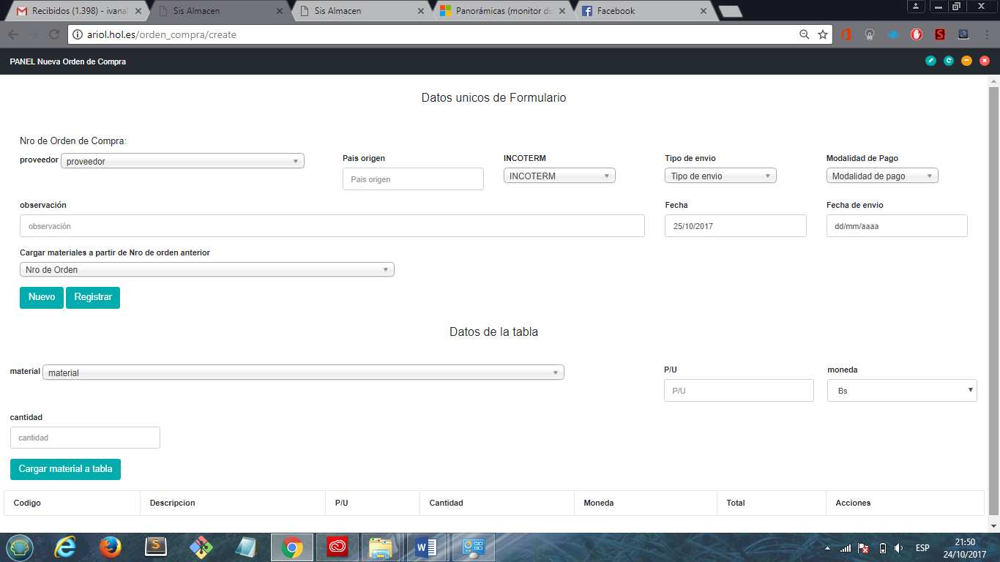 Recibidos (1.398) - ivanal
Sis Almacen
Sis Almacen
Panorámicas (monitor do
Facebook
ariol.hol.es/orden_compra/create
PANEL Nueva Orden de Compra
Datos unicos de Formulario
Nro de Orden de Compra:
proveedor proveedor
Pais origen
INCOTERM
Tipo de envio
Modalidad de Pago
Pais origen
INCOTERM
Tipo de envio
Modalidad de pago
observación
Fecha
Fecha de envio
observación
25/10/2017
dd/mm/aaaa
Cargar materiales a partir de Nro de orden anterior
Nro de Orden
Nuevo
Registrar
Datos de la tabla
material material
P/U
moneda
P/U
Bs
cantidad
cantidad
Cargar material a tabla
Codigo
Descripcion
P/U
Cantidad
Moneda
Total
Acciones
ESP
21:50
24/10/2017